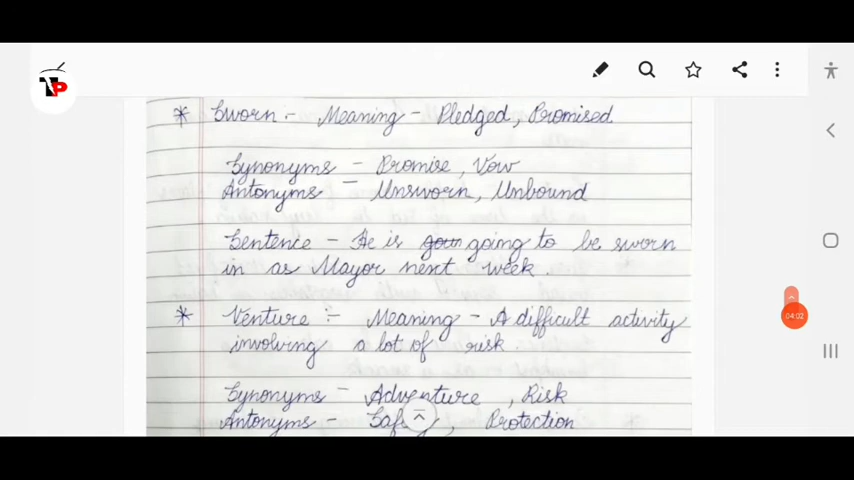 TP
* Sworn :- Meaning - Pledged, Promised
Synonyms - Promise, Vow
Antonyms - Unsworn, Unbound
Sentence - He is goin going to be sworn
in as Mayor next week.
* Venture :- Meaning - A difficult activity
involving a lot of risk.
Synonyms - Adventure, Risk
Antonyms - , Protection
04:02